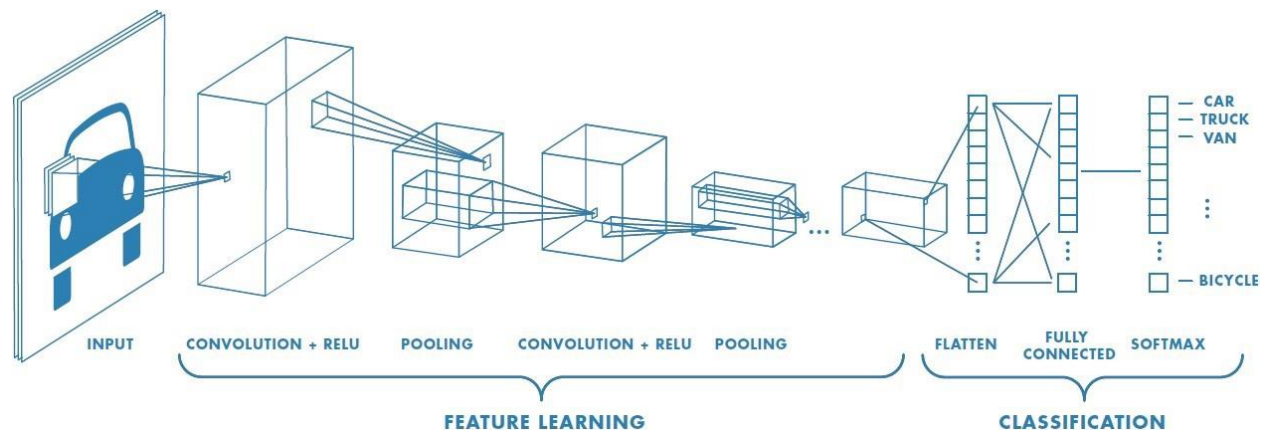 CAR
TRUCK
VAN
BICYCLE
INPUT
CONVOLUTION + RELU
POOLING
CONVOLUTION + RELU
POOLING
FLATTEN
FULLY
CONNECTED
SOFTMAX
FEATURE LEARNING
CLASSIFICATION